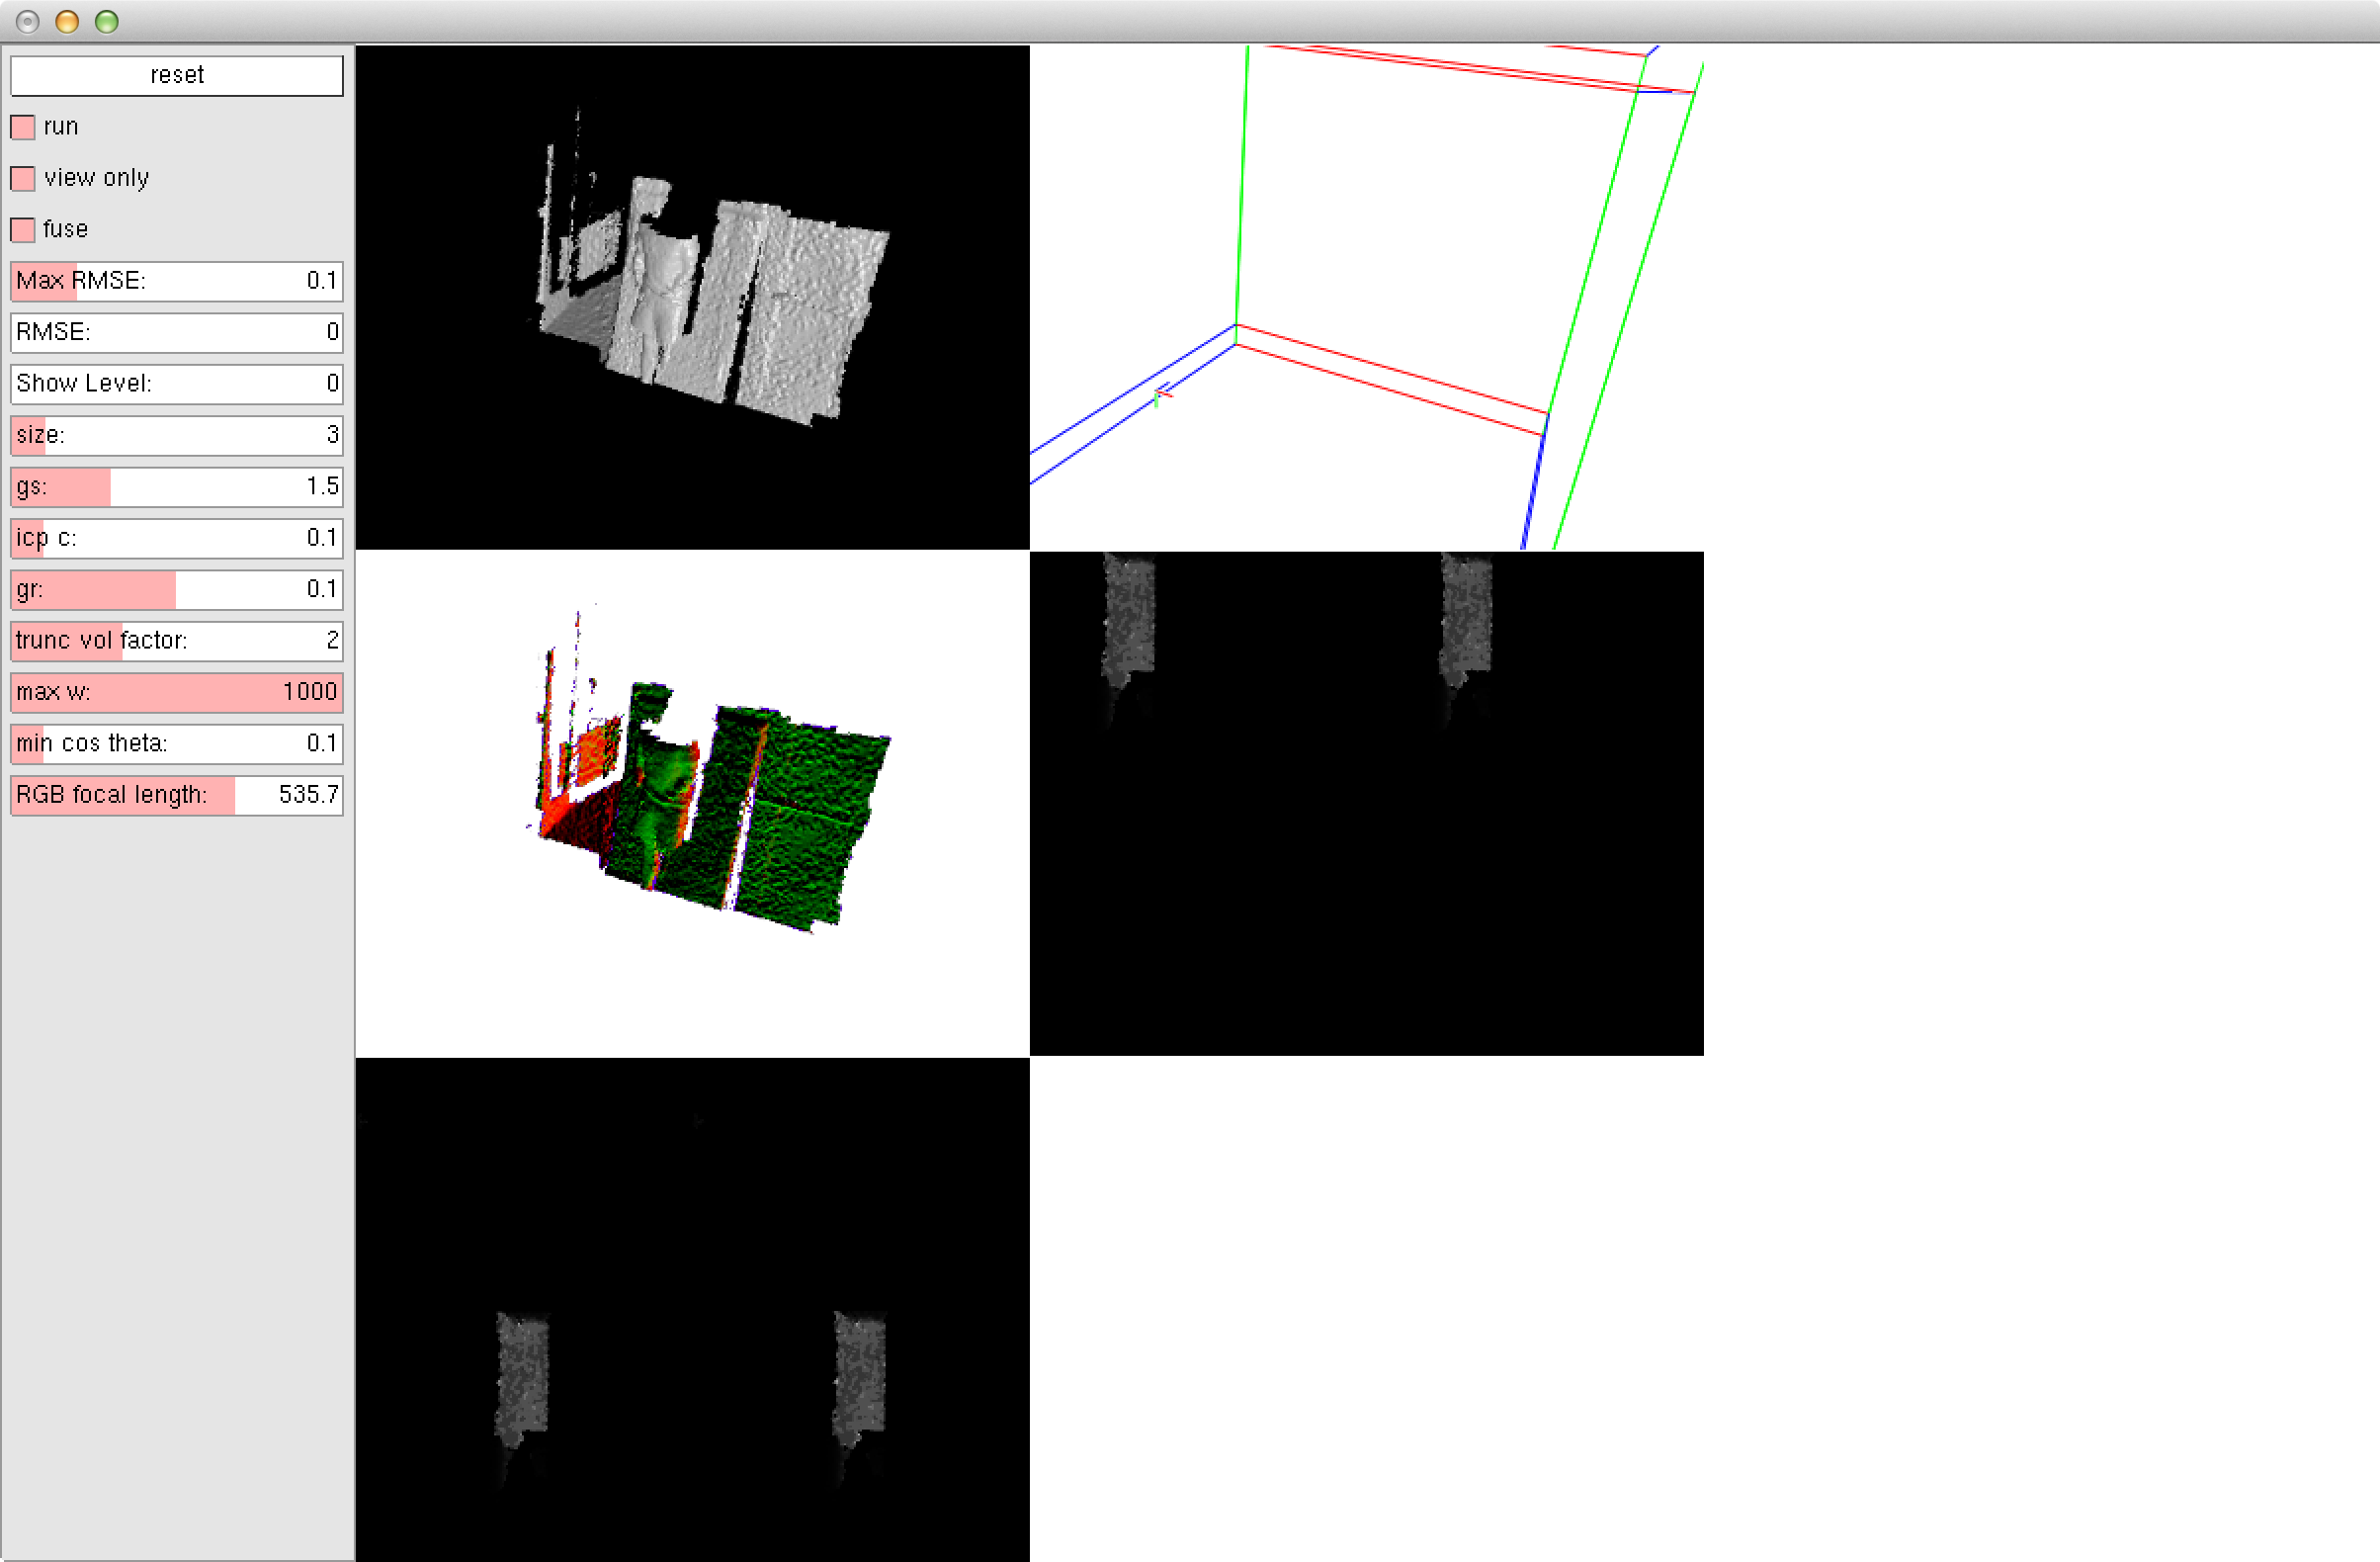 reset
run
view only
fuse
Max RMSE: 0.1
RMSE: 0
Show Level: 0
size: 3
gs: 1.5
icp c: 0.1
gr: 0.1
trunc vol factor: 2
max w: 1000
min cos theta: 0.1
RGB focal length: 535.7